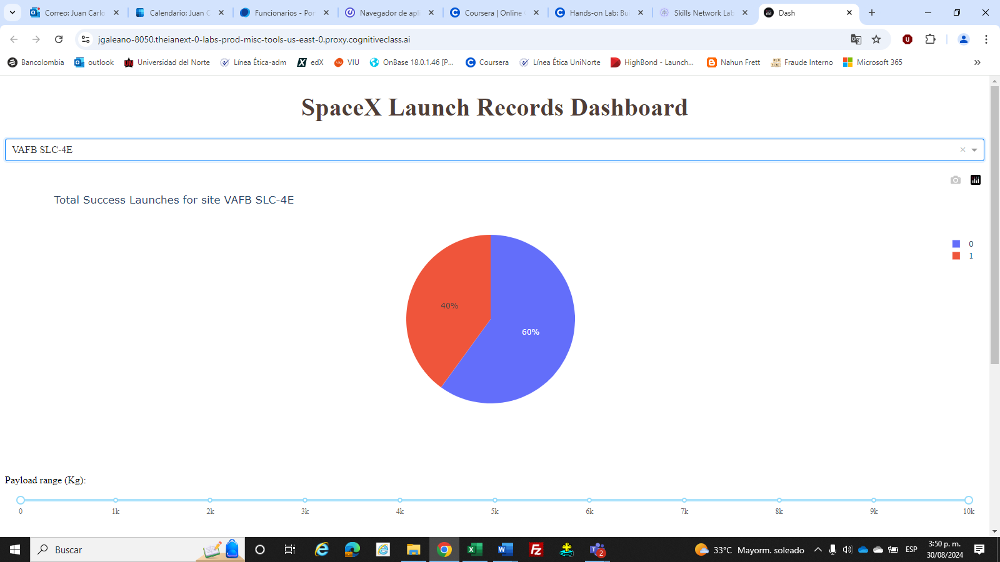 Correo: Juan Carlo
Calendario: Juan C
Funcionarios - Por
Navegador de apli
Coursera | Online
Hands-on Lab: Bu
Skills Network Lab
Dash
jgaleano-8050.theianext-0-labs-prod-misc-tools-us-east-0.proxy.cognitiveclass.ai
Bancolombia
outlook
Universidad del Norte
Línea Ética-adm
edX
VIU
OnBase 18.0.1.46 [P...
Coursera
Línea Ética UniNorte
HighBond - Launch...
Nahun Frett
Fraude Interno
Microsoft 365
SpaceX Launch Records Dashboard
VAFB SLC-4E
Total Success Launches for site VAFB SLC-4E
0
1
40%
60%
Payload range (Kg):
0 1k 2k 3k 4k 5k 6k 7k 8k 9k 10k
Buscar
2
33°C Mayorm. soleado
ESP
3:50 p. m.
30/08/2024